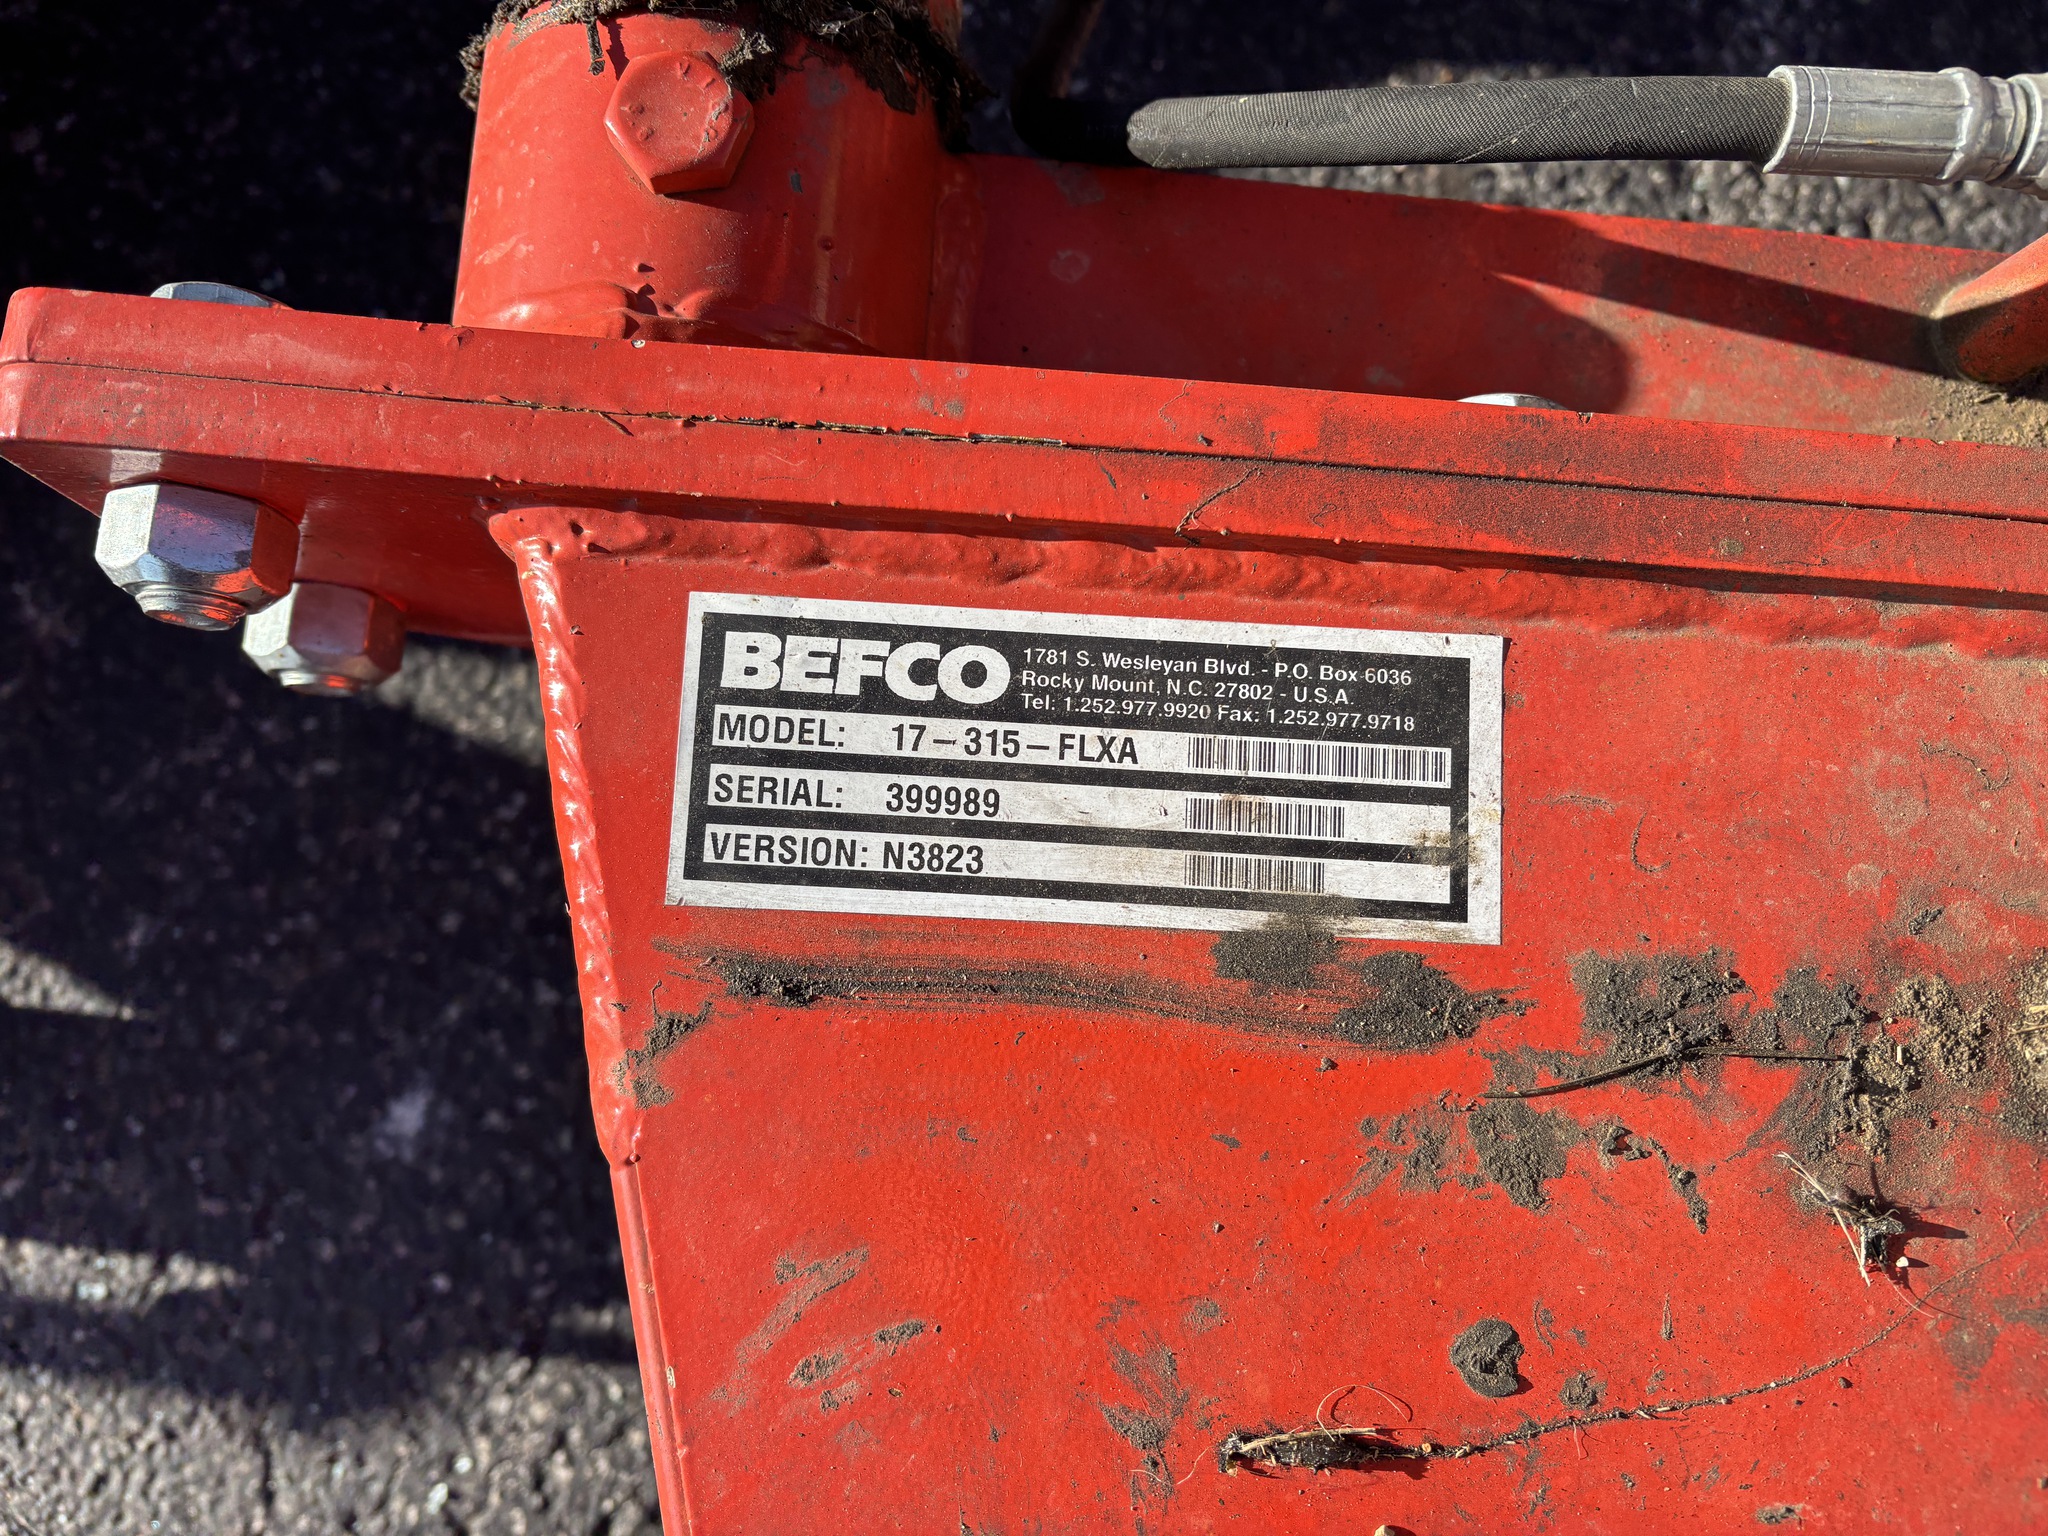 BEFCO
1781 S. Wesleyan Blvd. - P.O. Box 6036
Rocky Mount, N.C. 27802 - U.S.A.
Tel: 1.252.977.9920 Fax: 1.252.977.9718
MODEL: 17-315-FLXA
SERIAL: 399989
VERSION: N3823